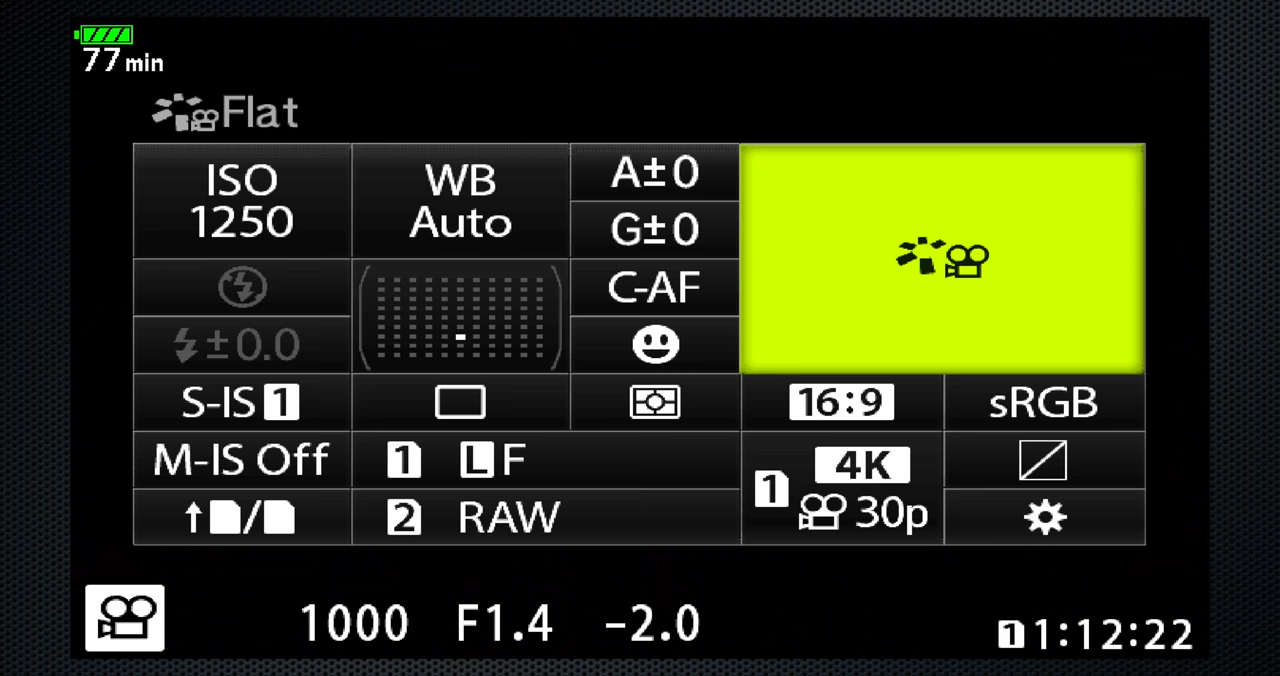 77 min
Flat
ISO 1250
WB Auto
A±0
G±0
C-AF
±0.0
S-IS 1
16:9
sRGB
M-IS Off
1 L F
1 4K 30p
2 RAW
1000 F1.4 -2.0
1 1:12:22